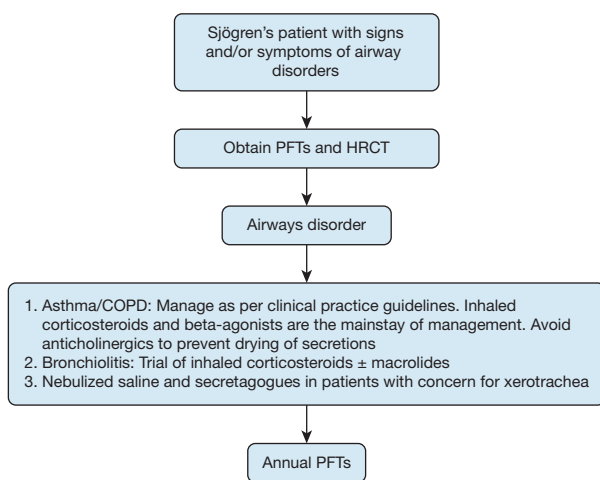 Sjögren's patient with signs
and/or symptoms of airway
disorders
Obtain PFTs and HRCT
Airways disorder
1. Asthma/COPD: Manage as per clinical practice guidelines. Inhaled
corticosteroids and beta-agonists are the mainstay of management. Avoid
anticholinergics to prevent drying of secretions
2. Bronchiolitis: Trial of inhaled corticosteroids ± macrolides
3. Nebulized saline and secretagogues in patients with concern for xerotrachea
Annual PFTs